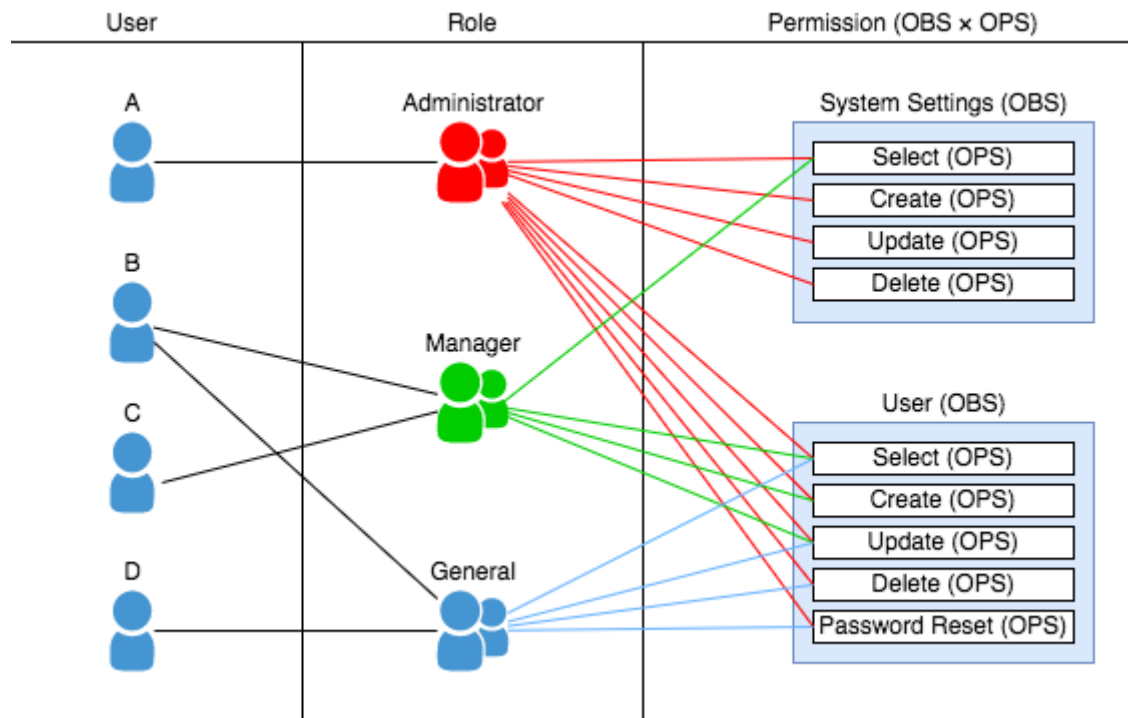 User
Role
Permission (OBS × OPS)
A
Administrator
System Settings (OBS)
Select (OPS)
Create (OPS)
Update (OPS)
Delete (OPS)
B
Manager
C
User (OBS)
Select (OPS)
Create (OPS)
Update (OPS)
Delete (OPS)
Password Reset (OPS)
D
General